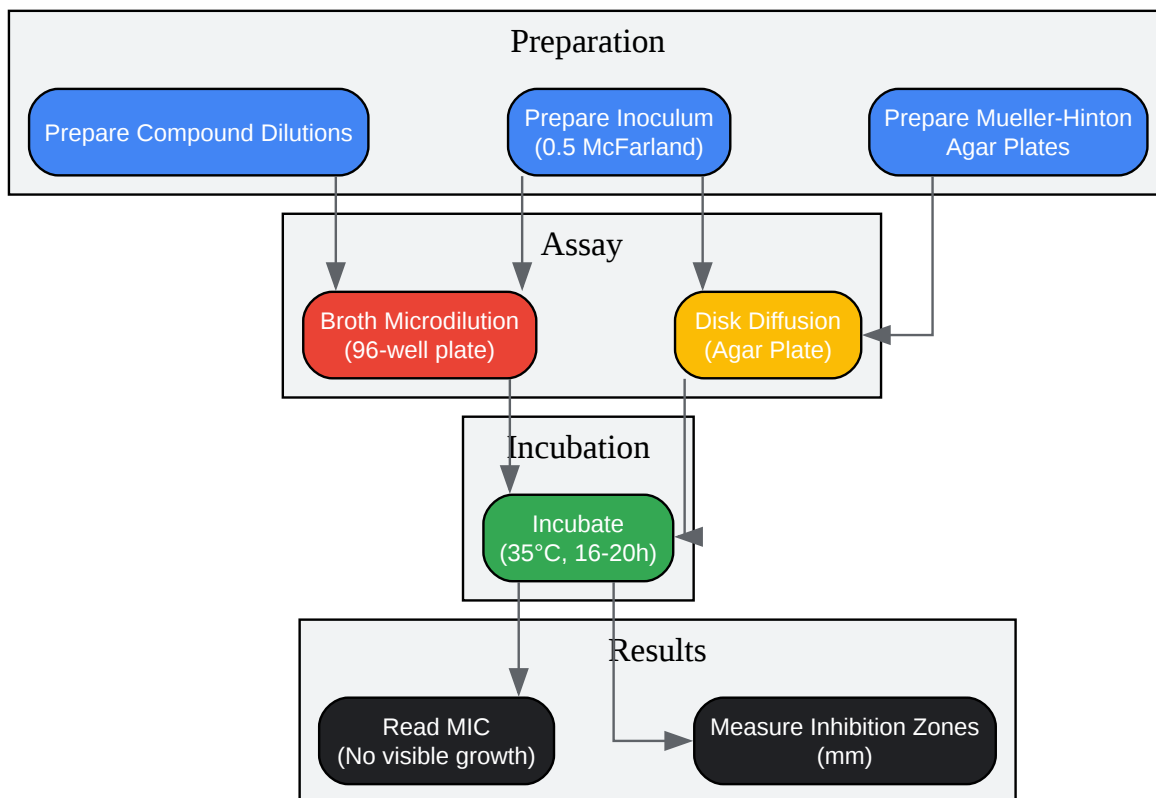 Preparation
Prepare Compound Dilutions
Prepare Inoculum
(0.5 McFarland)
Prepare Mueller-Hinton
Agar Plates
Assay
Broth Microdilution
(96-well plate)
Disk Diffusion
(Agar Plate)
Incubation
Incubate
(35°C, 16-20h)
Results
Read MIC
(No visible growth)
Measure Inhibition Zones
(mm)